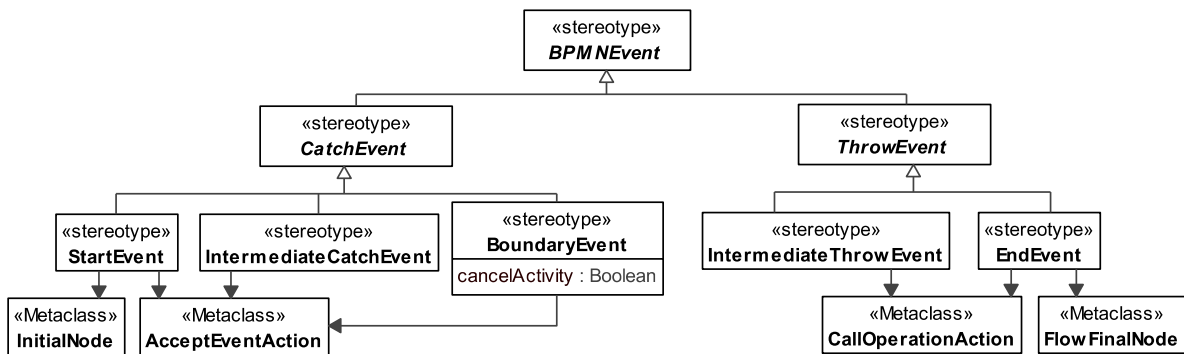 «stereotype»
BPMNEvent
«stereotype»
CatchEvent
«stereotype»
ThrowEvent
«stereotype»
StartEvent
«stereotype»
IntermediateCatchEvent
«stereotype»
BoundaryEvent
cancelActivity : Boolean
«stereotype»
IntermediateThrowEvent
«stereotype»
EndEvent
«Metaclass»
InitialNode
«Metaclass»
AcceptEventAction
«Metaclass»
CallOperationAction
«Metaclass»
FlowFinalNode